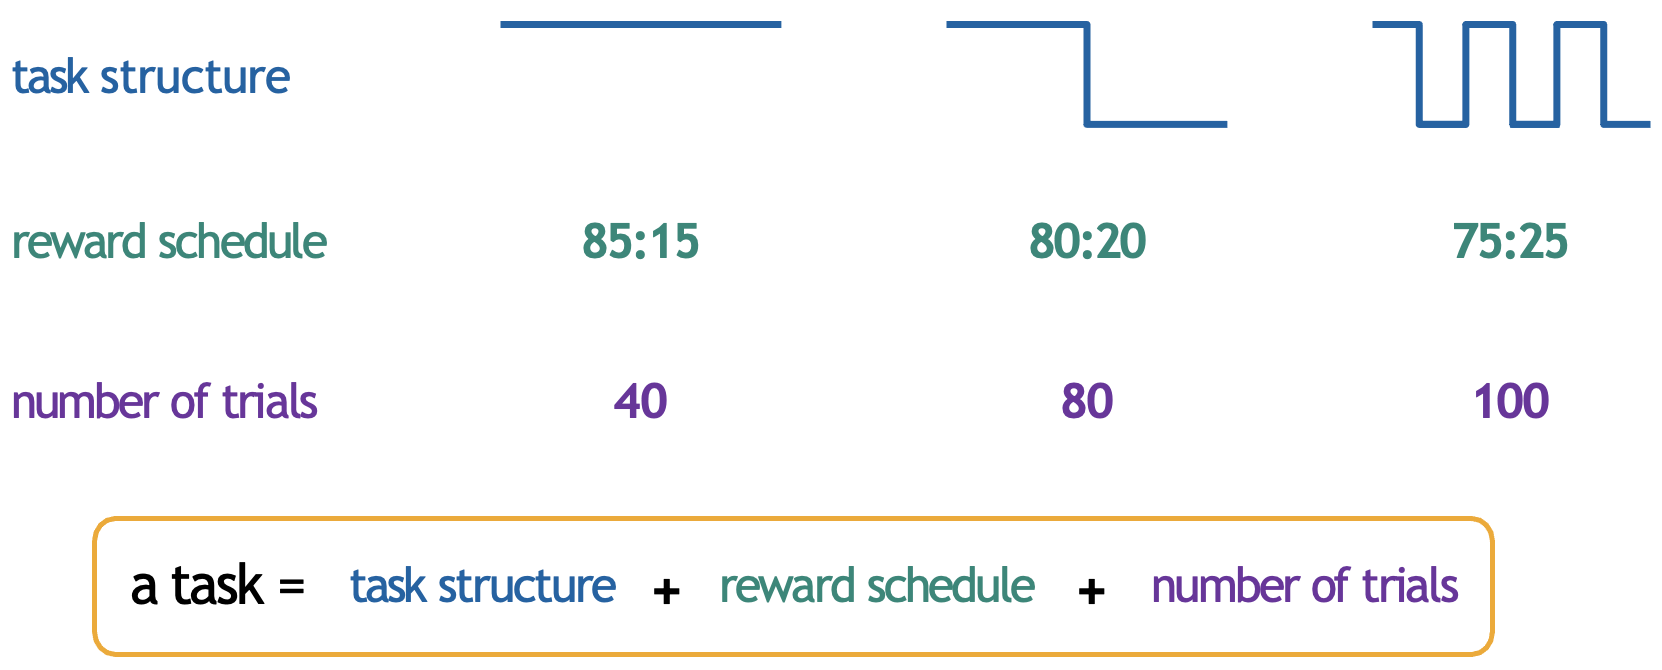 task structure
reward schedule 85:15 80:20 75:25
number of trials 40 80 100
a task = task structure + reward schedule + number of trials